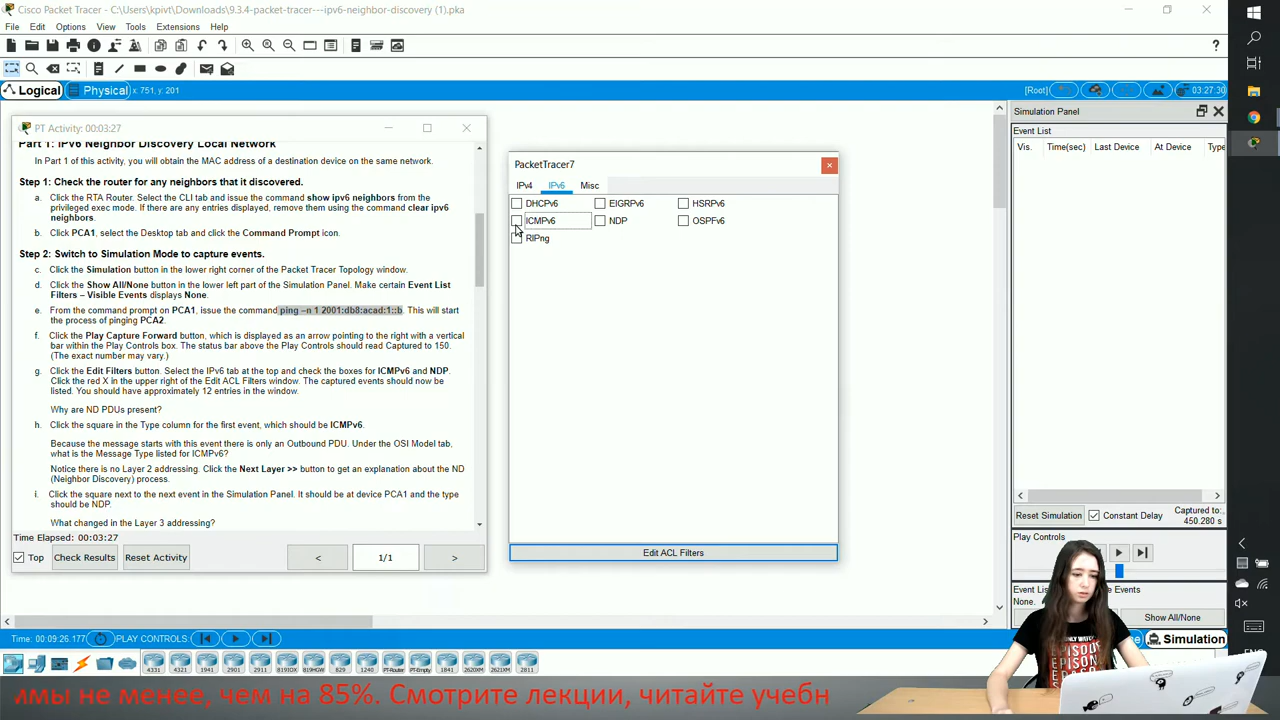 Cisco Packet Tracer - C:\Users\kpivt\Downloads\9.3.4-packet-tracer---ipv6-neighbor-discovery (1).pka
File Edit Options View Tools Extensions Help
?
Logical Physical x: 751, y: 201 [Root] 03:27:30
PT Activity: 00:03:27
Part 1: IPv6 Neighbor Discovery Local Network
In Part 1 of this activity, you will obtain the MAC address of a destination device on the same network.
Step 1: Check the router for any neighbors that it discovered.
a. Click the RTA Router. Select the CLI tab and issue the command show ipv6 neighbors from the
privileged exec mode. If there are any entries displayed, remove them using the command clear ipv6
neighbors.
b. Click PCA1, select the Desktop tab and click the Command Prompt icon.
Step 2: Switch to Simulation Mode to capture events.
c. Click the Simulation button in the lower right corner of the Packet Tracer Topology window.
d. Click the Show All/None button in the lower left part of the Simulation Panel. Make certain Event List
Filters – Visible Events displays None.
e. From the command prompt on PCA1, issue the command ping –n 1 2001:db8:acad:1::b. This will start
the process of pinging PCA2.
f. Click the Play Capture Forward button, which is displayed as an arrow pointing to the right with a vertical
bar within the Play Controls box. The status bar above the Play Controls should read Captured to 150.
(The exact number may vary.)
g. Click the Edit Filters button. Select the IPv6 tab at the top and check the boxes for ICMPv6 and NDP.
Click the red X in the upper right of the Edit ACL Filters window. The captured events should now be
listed. You should have approximately 12 entries in the window.
Why are ND PDUs present?
h. Click the square in the Type column for the first event, which should be ICMPv6.
Because the message starts with this event there is only an Outbound PDU. Under the OSI Model tab,
what is the Message Type listed for ICMPv6?
Notice there is no Layer 2 addressing. Click the Next Layer >> button to get an explanation about the ND
(Neighbor Discovery) process.
i. Click the square next to the next event in the Simulation Panel. It should be at device PCA1 and the type
should be NDP.
What changed in the Layer 3 addressing?
Time Elapsed: 00:03:27
Top Check Results Reset Activity < 1/1 >
PacketTracer7
IPv4 IPv6 Misc
DHCPv6 EIGRPv6 HSRPv6
ICMPv6 NDP OSPFv6
RIPng
Edit ACL Filters
Simulation Panel
Event List
Vis. Time(sec) Last Device At Device Type
Reset Simulation Constant Delay Captured to:
450.280 s
Play Controls
Event Lis e Events
None.
Show All/None
Time: 00:09:26.177 PLAY CONTROLS: Simulation
4331 4321 1941 2901 2911 819IOX 819HGW 829 1240 PT-Router PT-Empty 1841 2620XM 2621XM 2811
имы не менее, чем на 85%. Смотрите лекции, читайте учебн